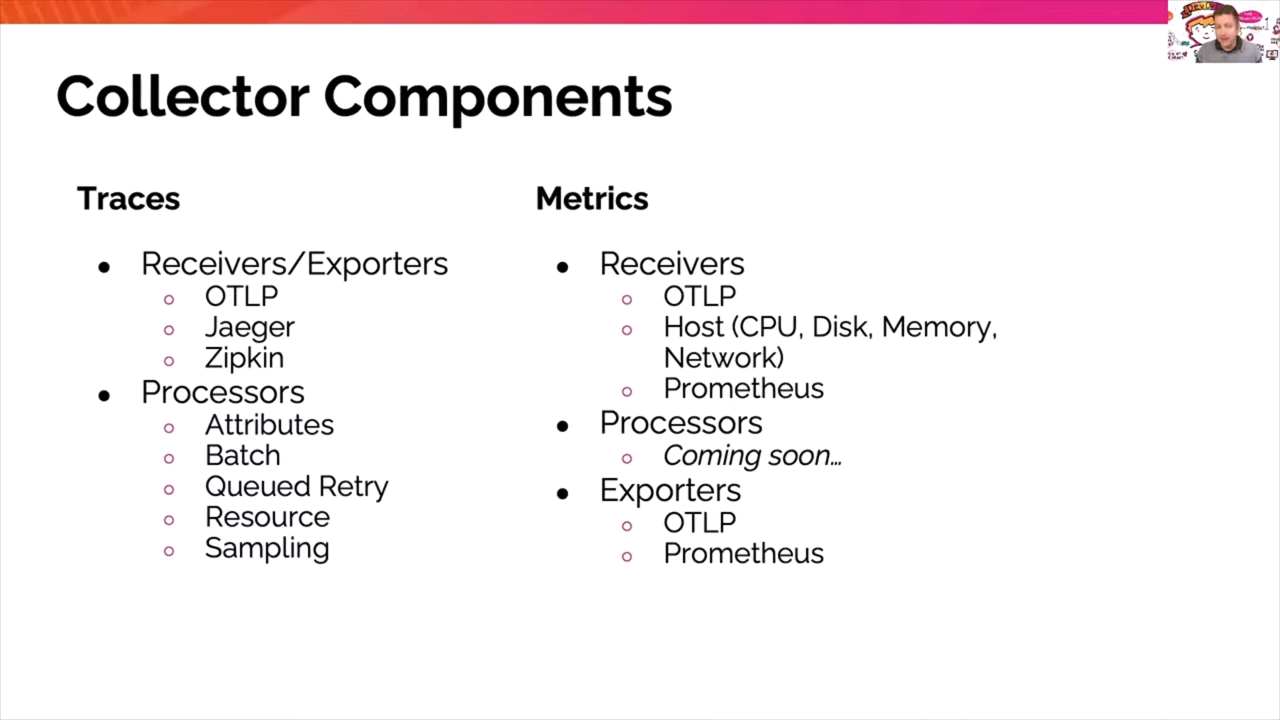 Collector Components
Traces
Receivers/Exporters
OTLP
Jaeger
Zipkin
Processors
Attributes
Batch
Queued Retry
Resource
Sampling
Metrics
Receivers
OTLP
Host (CPU, Disk, Memory,
Network)
Prometheus
Processors
Coming soon…
Exporters
OTLP
Prometheus